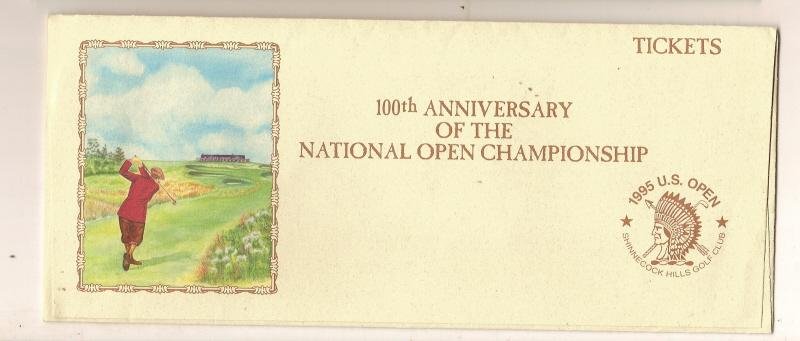 TICKETS
100th ANNIVERSARY
OF THE
NATIONAL OPEN CHAMPIONSHIP
1995 U.S. OPEN
★ ★
SHINNECOCK HILLS GOLF CLUB